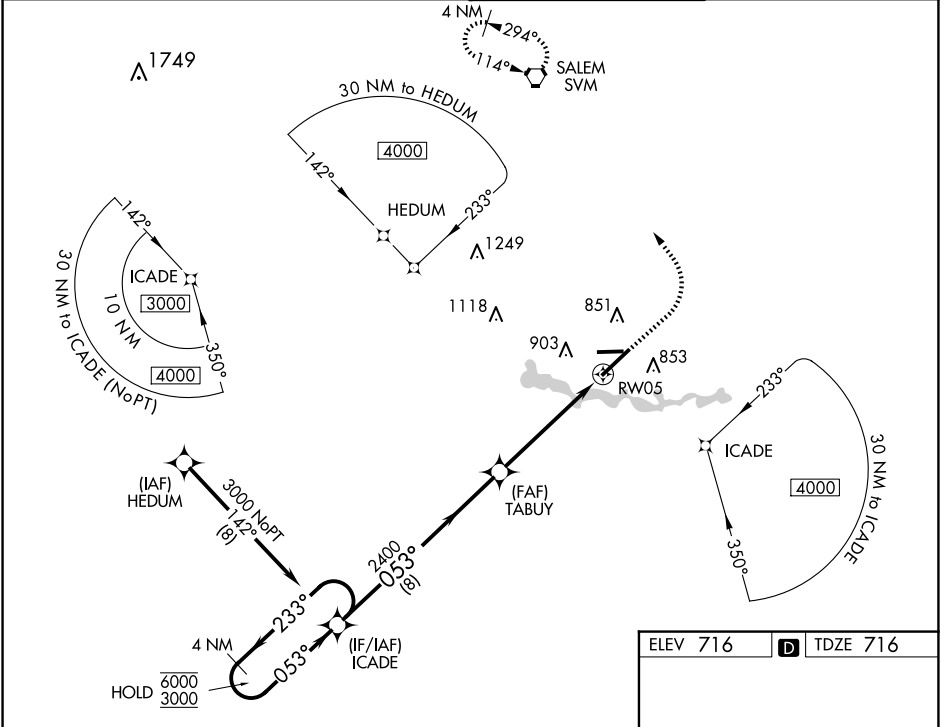 4 NM
294°
114°
SALEM
SVM
1749
30 NM to HEDUM
4000
142°
HEDUM
233°
1249
142°
ICADE
3000
10 NM
350°
4000
30 NM to ICADE (NoPT)
1118
851
903
853
RW05
233°
ICADE
4000
30 NM to ICADE
350°
(IAF)
HEDUM
3000 NoPT
142°
(8)
(FAF)
TABUY
2400
053°
(8)
233°
4 NM
053°
(IF/IAF)
ICADE
HOLD 6000
3000
ELEV 716 D TDZE 716